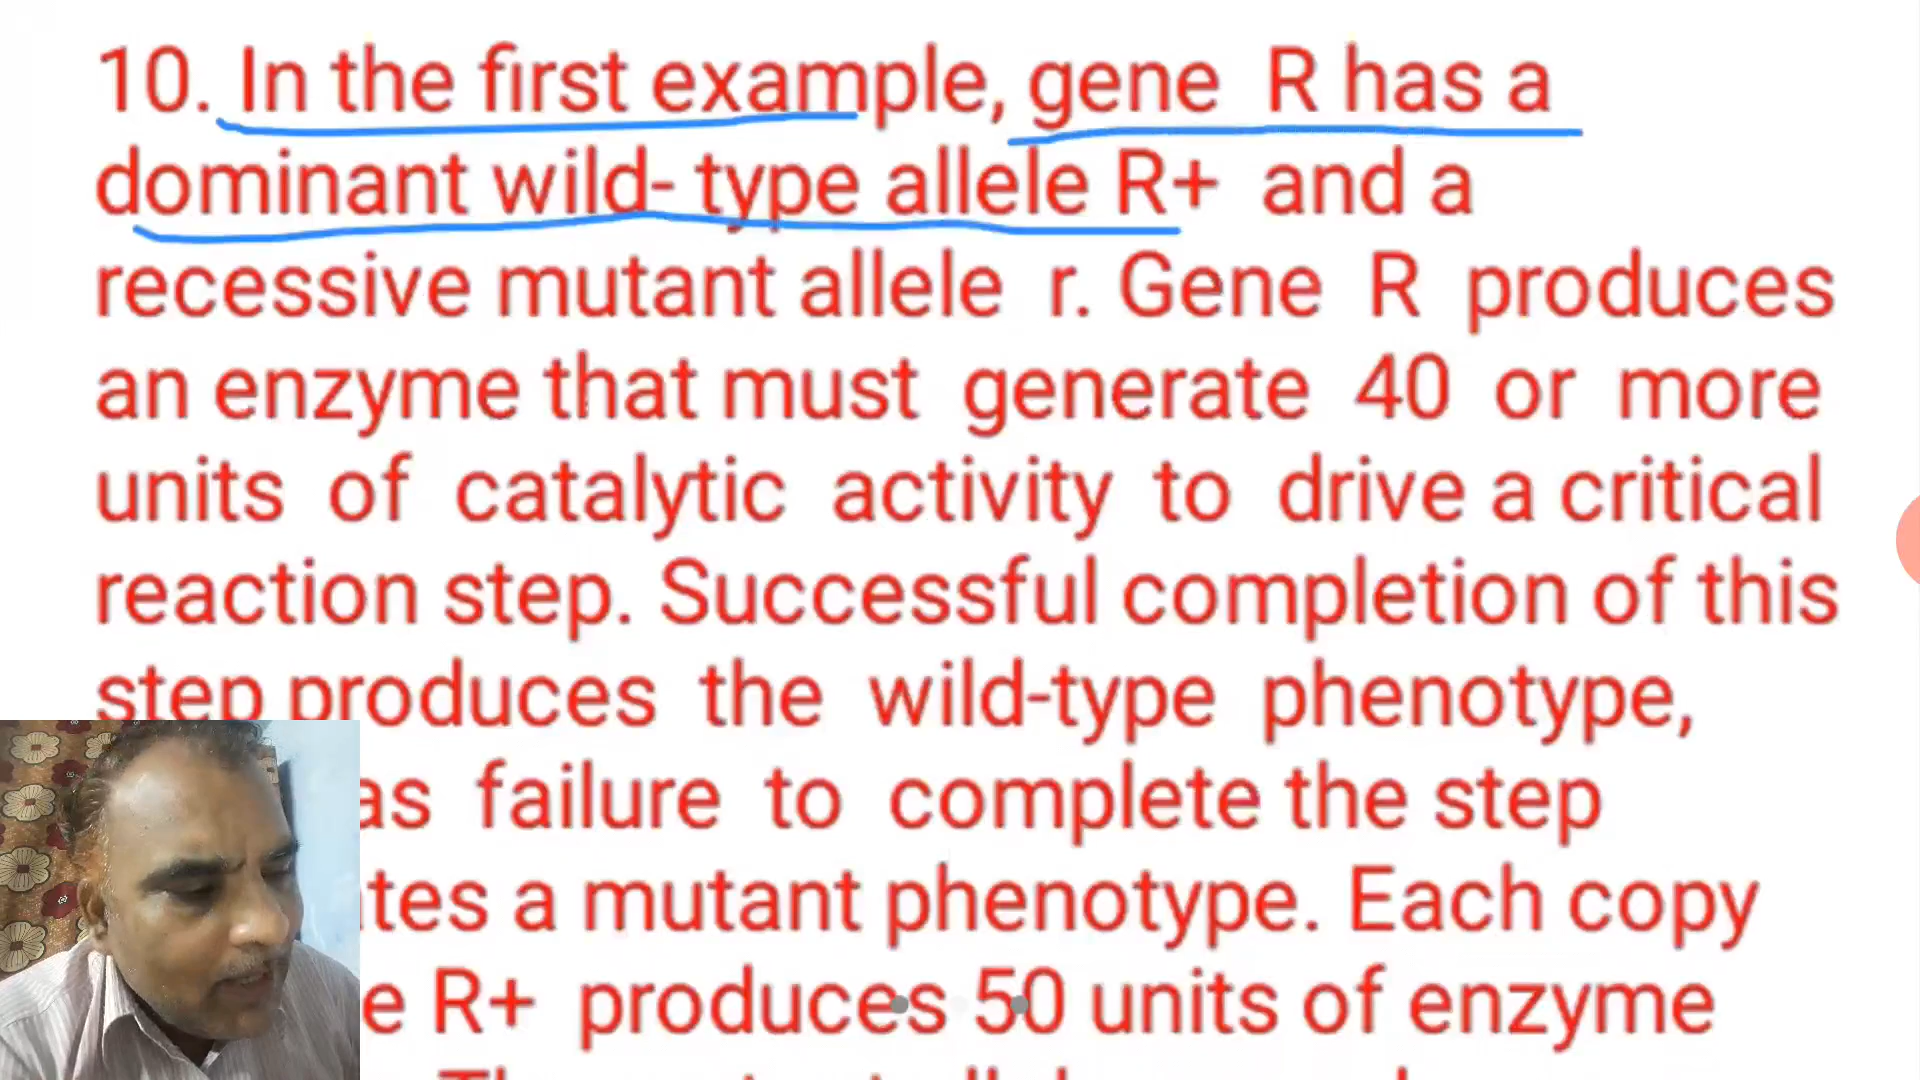 10. In the first example, gene R has a
dominant wild- type allele R+ and a
recessive mutant allele r. Gene R produces
an enzyme that must generate 40 or more
units of catalytic activity to drive a critical
reaction step. Successful completion of this
step produces the wild-type phenotype,
as failure to complete the step
a mutant phenotype. Each copy
R+ produces 50 units of enzyme